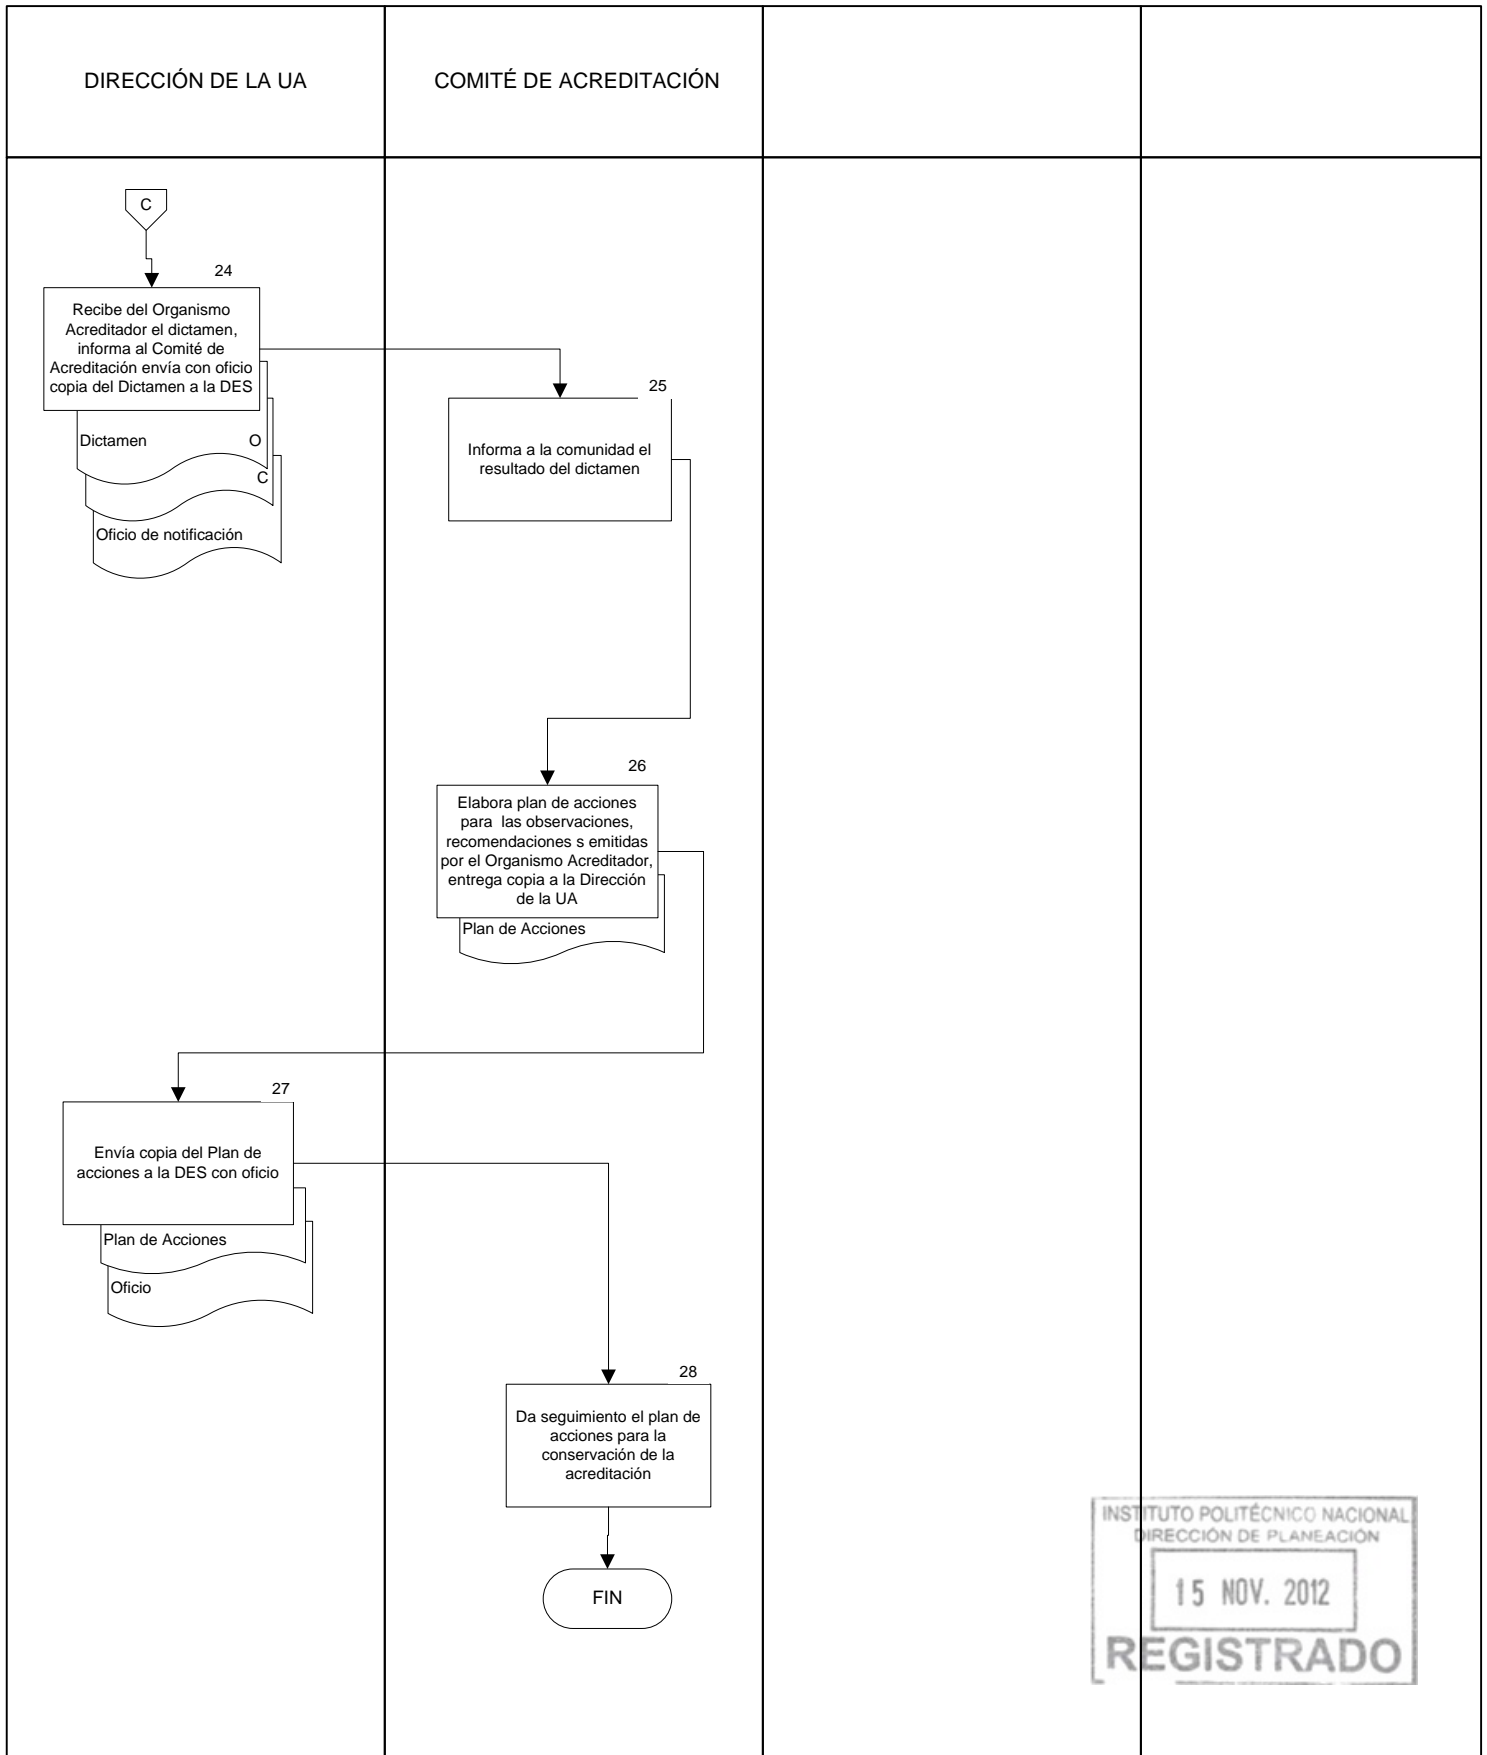 DIRECCIÓN DE LA UA
COMITÉ DE ACREDITACIÓN
C
24
Recibe del Organismo
Acreditador el dictamen,
informa al Comité de
Acreditación envía con oficio
copia del Dictamen a la DES
Dictamen O
C
Oficio de notificación
25
Informa a la comunidad el
resultado del dictamen
26
Elabora plan de acciones
para las observaciones,
recomendaciones s emitidas
por el Organismo Acreditador,
entrega copia a la Dirección
de la UA
Plan de Acciones
27
Envía copia del Plan de
acciones a la DES con oficio
Plan de Acciones
Oficio
28
Da seguimiento el plan de
acciones para la
conservación de la
acreditación
FIN
INSTITUTO POLITÉCNICO NACIONAL
DIRECCIÓN DE PLANEACIÓN
15 NOV. 2012
REGISTRADO